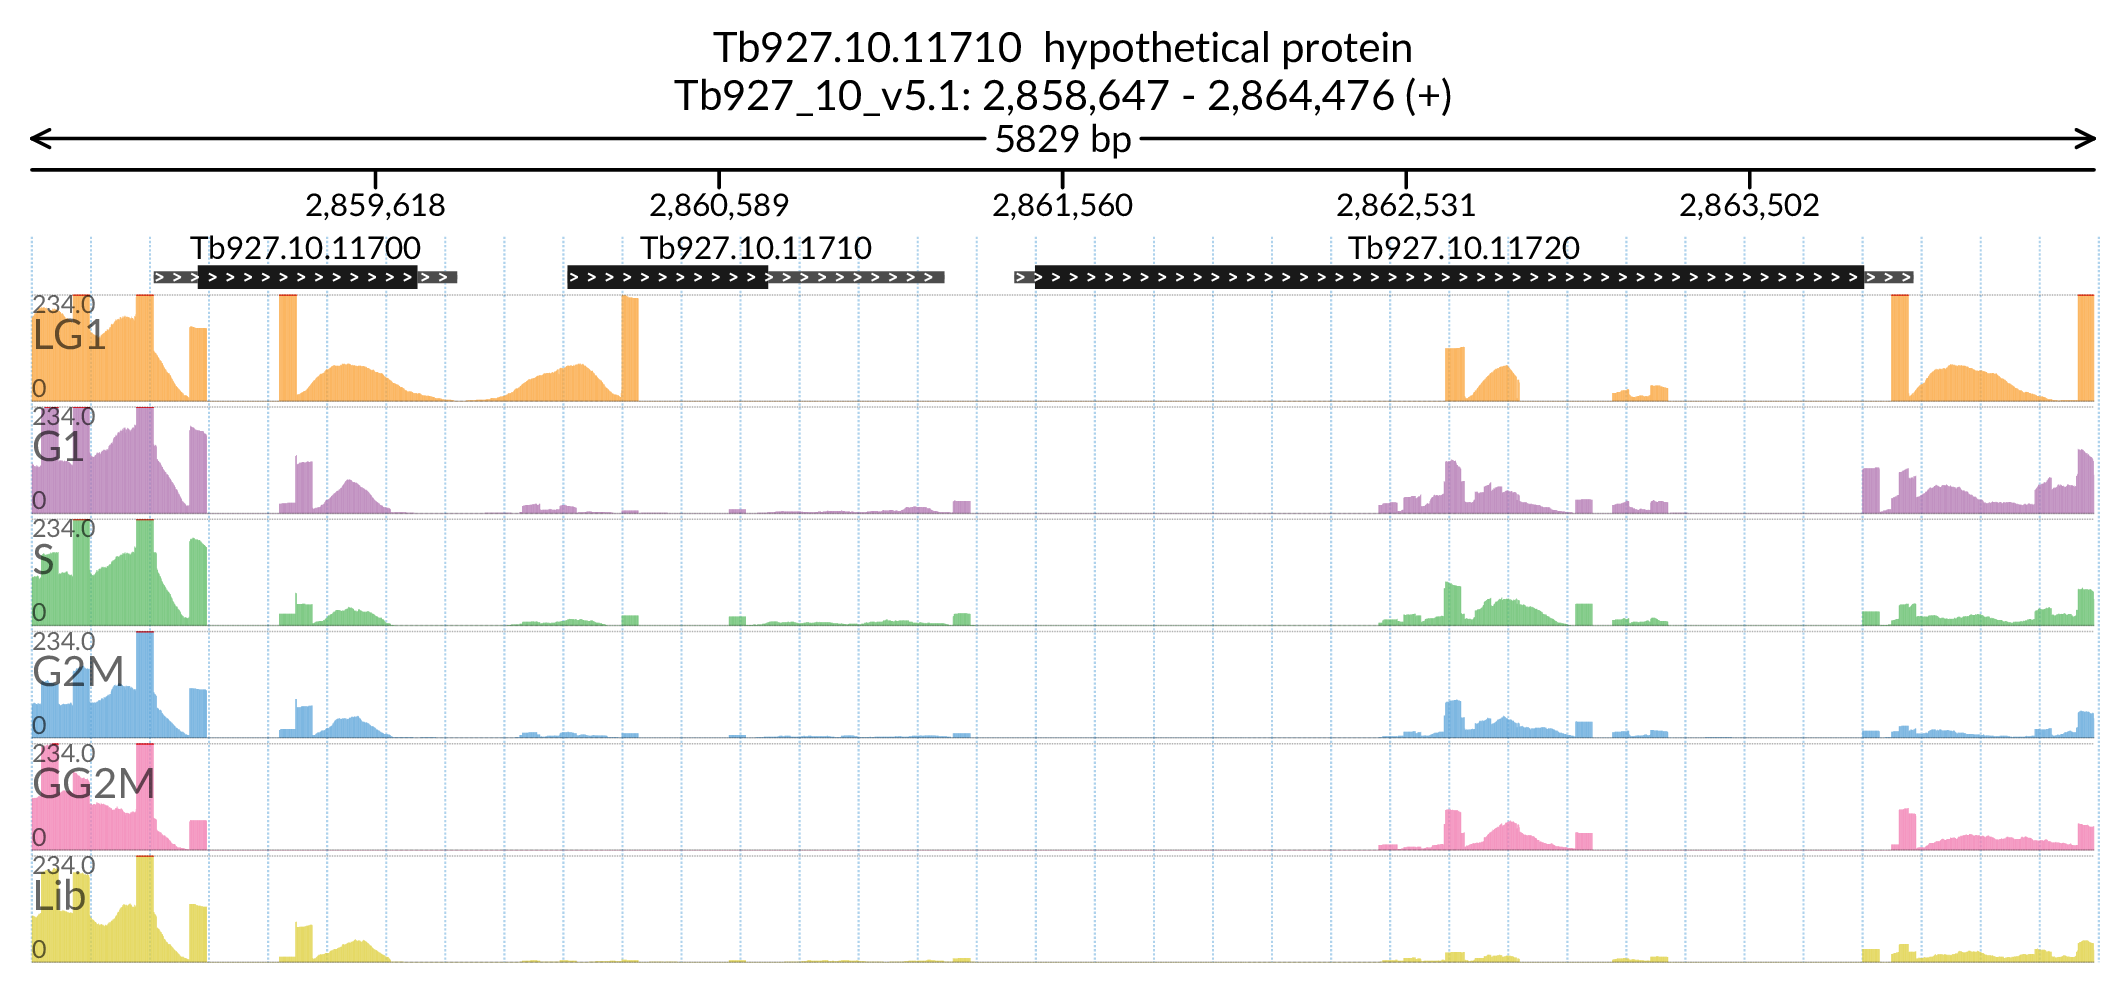 Tb927.10.11710  hypothetical protein
Tb927_10_v5.1: 2,858,647 - 2,864,476 (+)
5829 bp
2,859,618 2,860,589 2,861,560 2,862,531 2,863,502
Tb927.10.11700 Tb927.10.11710 Tb927.10.11720
234.0
LG1
0
234.0
G1
0
234.0
S
0
234.0
G2M
0
234.0
GG2M
0
234.0
Lib
0